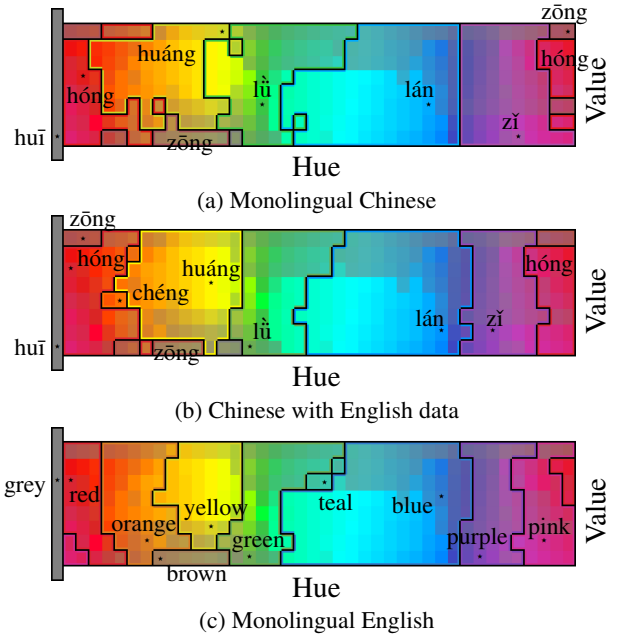 zōng
huáng
hóng
hóng
lǜ
lán
huī
zōng
zǐ
Value
Hue
(a) Monolingual Chinese
zōng
hóng
huáng
hóng
chéng
lǜ
lán
zǐ
huī
zōng
Value
Hue
(b) Chinese with English data
grey
red
yellow
teal
blue
orange
green
purple
pink
brown
Value
Hue
(c) Monolingual English